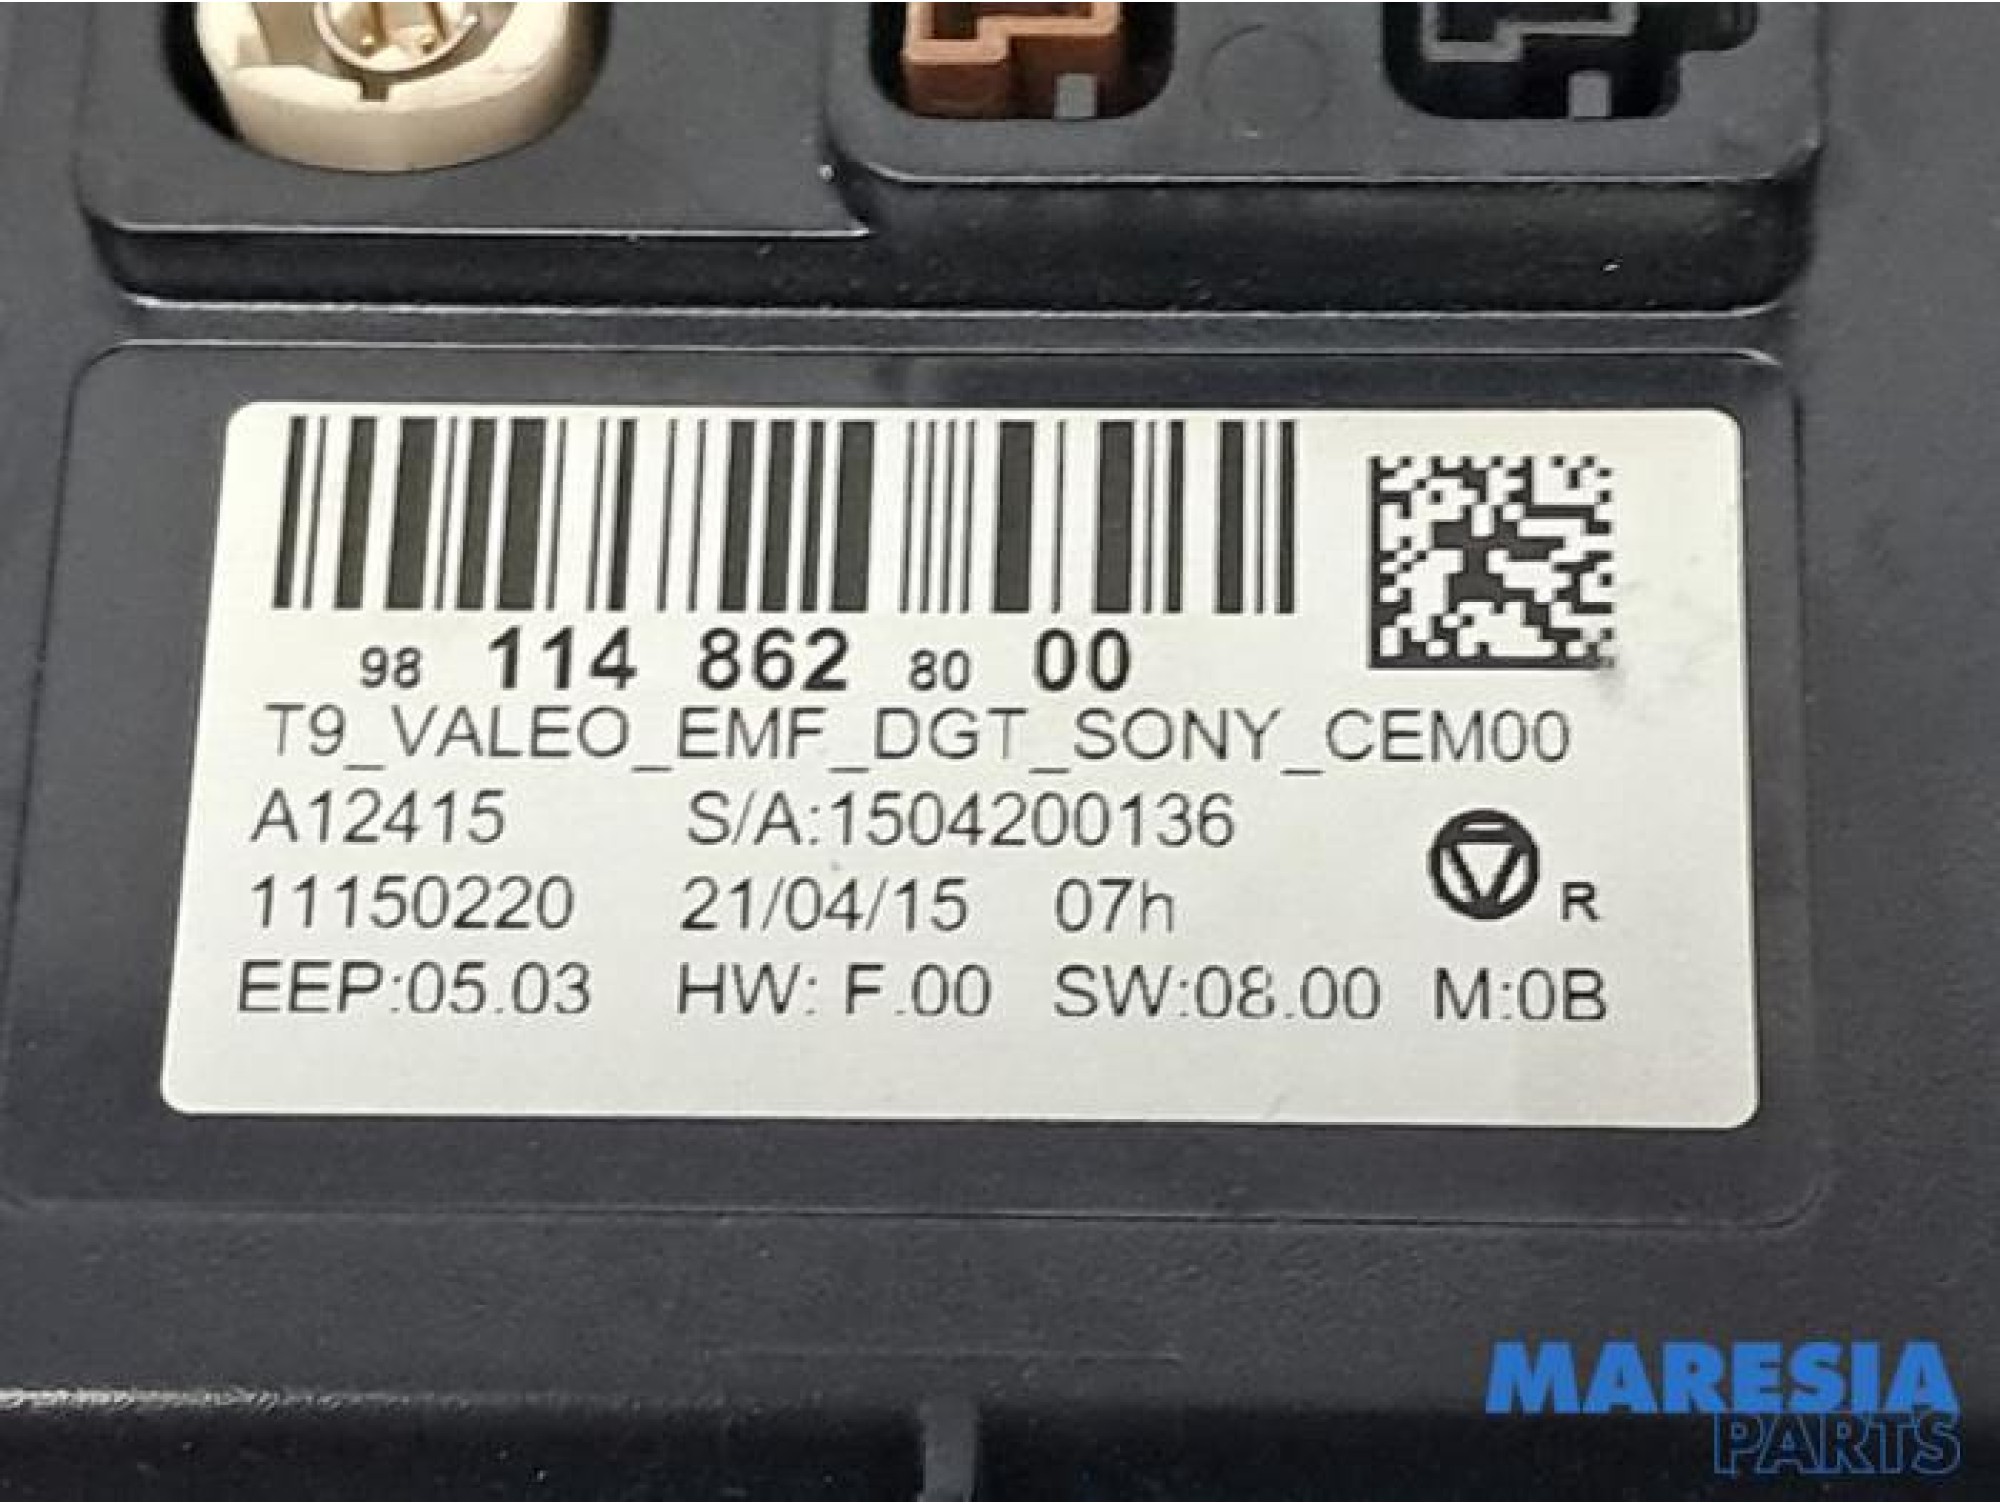 98 114 862 80 00
T9_VALEO_EMF_DGT_SONY_CEM00
A12415 S/A:1504200136
11150220 21/04/15 07h R
EEP:05.03 HW: F.00 SW:08.00 M:0B
MARESIA
PARTS